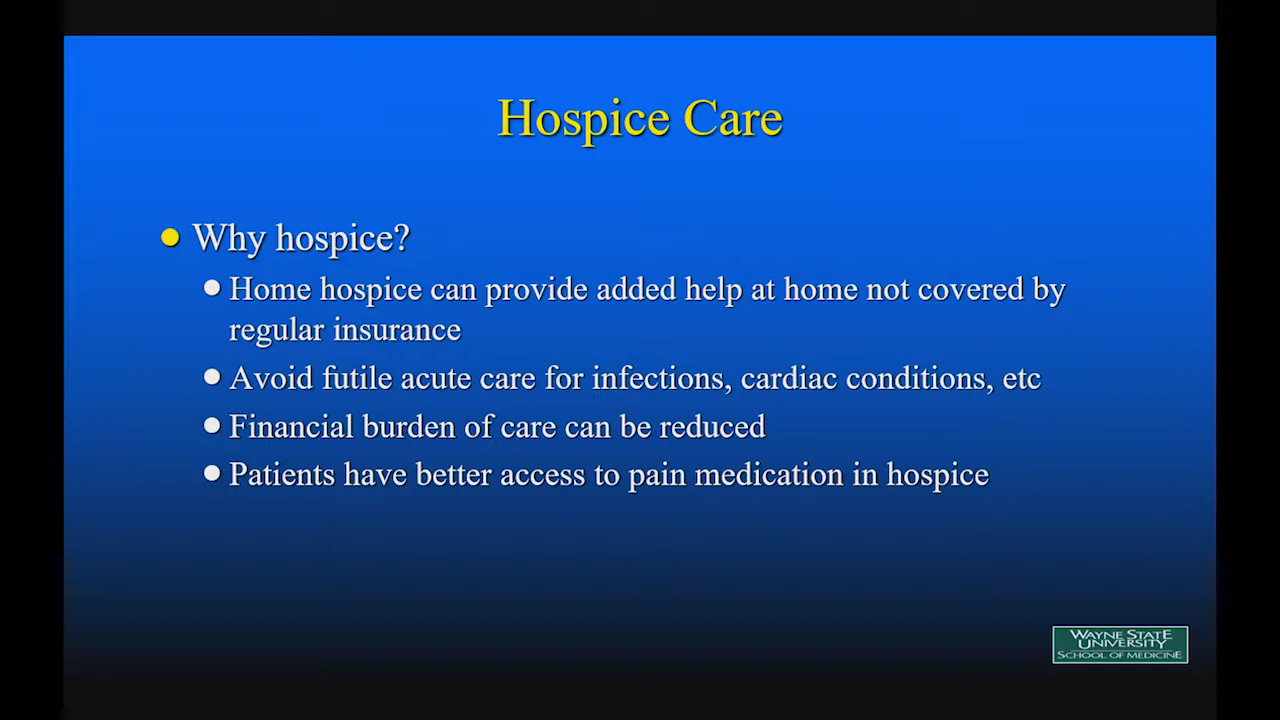 Hospice Care
Why hospice?
Home hospice can provide added help at home not covered by
regular insurance
Avoid futile acute care for infections, cardiac conditions, etc
Financial burden of care can be reduced
Patients have better access to pain medication in hospice
WAYNE STATE
UNIVERSITY
SCHOOL OF MEDICINE